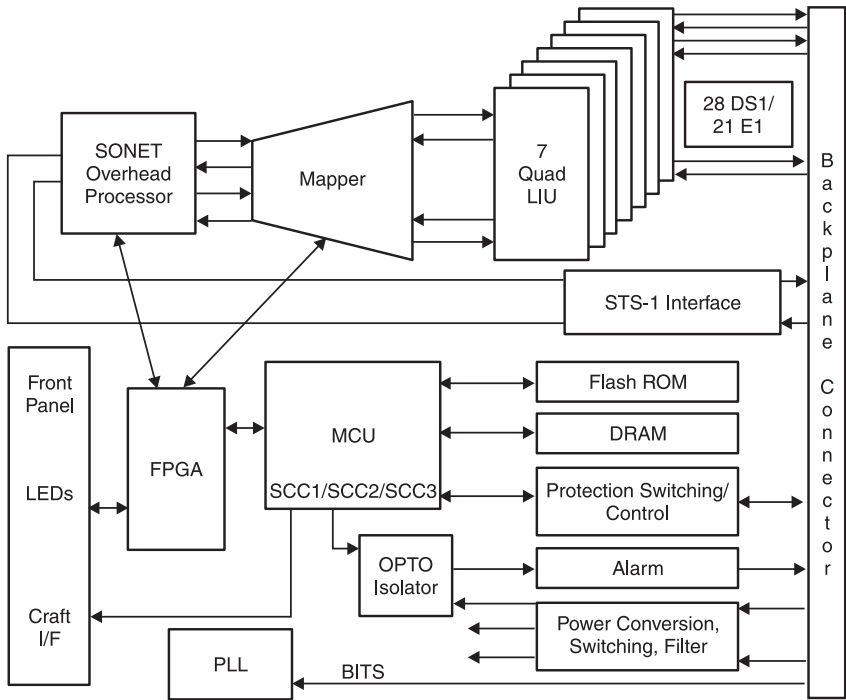 28 DS1/
21 E1
SONET
Overhead
Processor
Mapper
7
Quad
LIU
Backplane Connector
STS-1 Interface
Front
Panel
LEDs
Craft
I/F
FPGA
MCU
SCC1/SCC2/SCC3
Flash ROM
DRAM
Protection Switching/
Control
OPTO
Isolator
Alarm
Power Conversion,
Switching, Filter
PLL
BITS